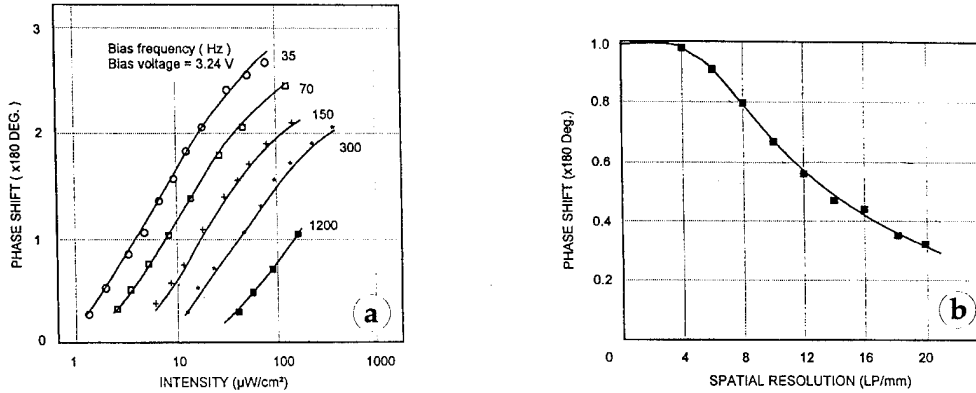 3
2
1
0
PHASE SHIFT ( x180 DEG.)
Bias frequency ( Hz )
Bias voltage = 3.24 V
35
70
150
300
1200
a
1 10 100 1000
INTENSITY (µW/cm²)
1.0
0.8
0.6
0.4
0.2
PHASE SHIFT (x180 Deg.)
b
0 4 8 12 16 20
SPATIAL RESOLUTION (LP/mm)